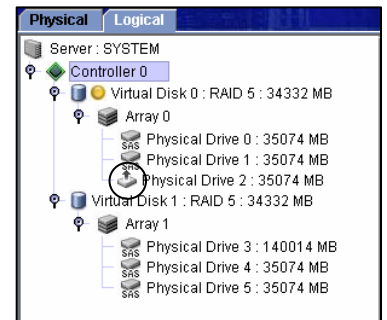 Physical Logical
Server : SYSTEM
Controller 0
Virtual Disk 0 : RAID 5 : 34332 MB
Array 0
SAS Physical Drive 0 : 35074 MB
SAS Physical Drive 1 : 35074 MB
Physical Drive 2 : 35074 MB
Virtual Disk 1 : RAID 5 : 34332 MB
Array 1
SAS Physical Drive 3 : 140014 MB
SAS Physical Drive 4 : 35074 MB
SAS Physical Drive 5 : 35074 MB